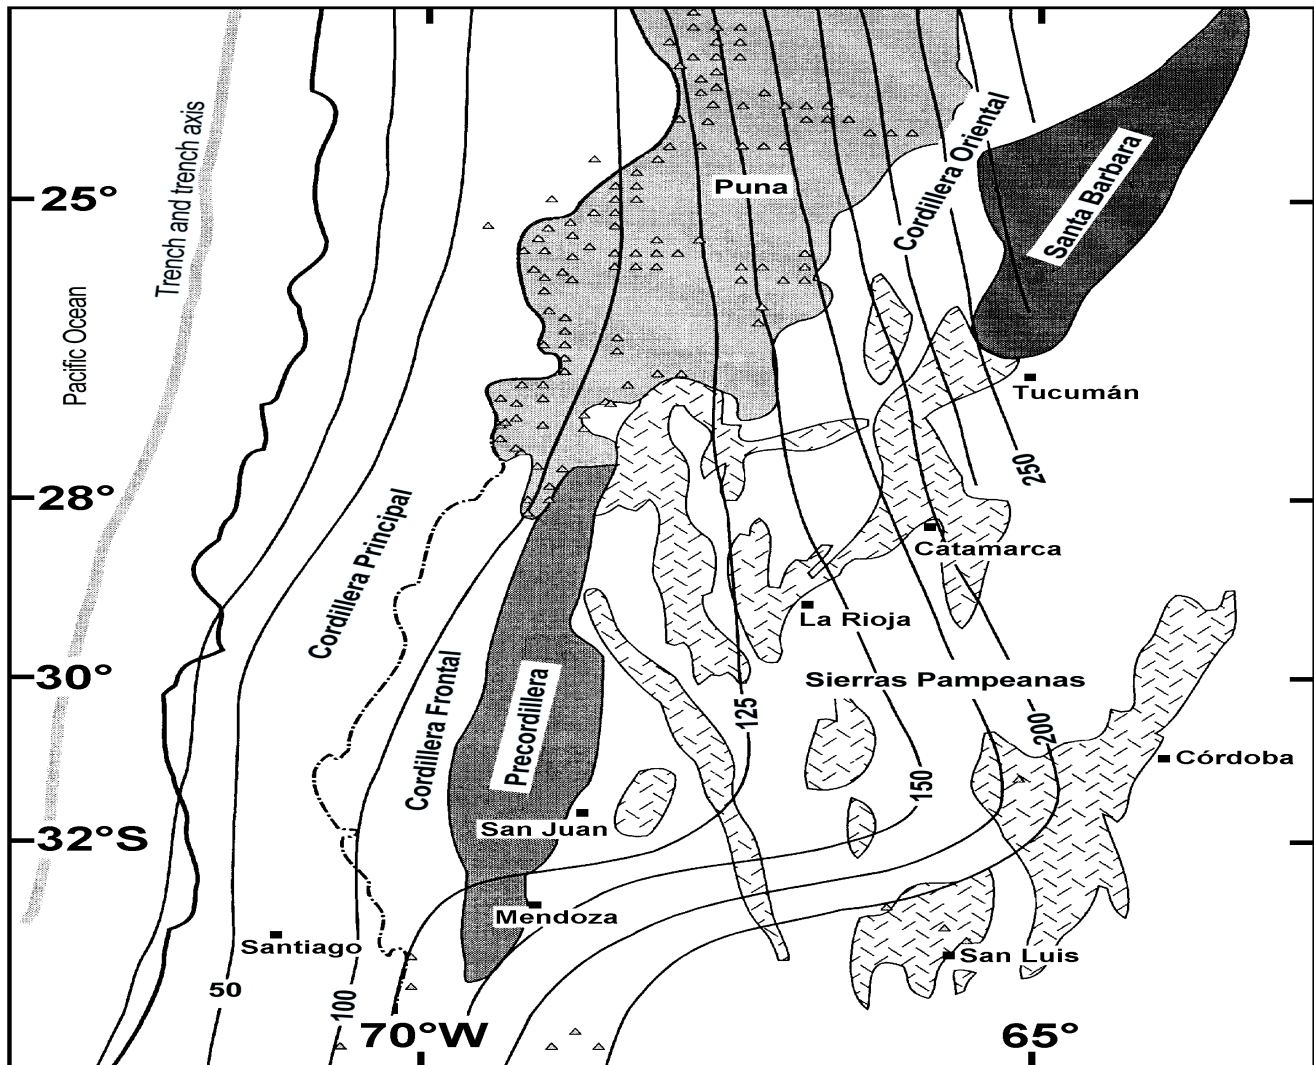 Trench and trench axis
Pacific Ocean
25°
Puna
Cordillera Oriental
Santa Barbara
Tucumán
250
28°
Catamarca
Cordillera Principal
La Rioja
30°
Sierras Pampeanas
Cordillera Frontal
Precordillera
125
200
150
Córdoba
San Juan
32°S
Mendoza
Santiago
San Luis
50
100
70°W
65°